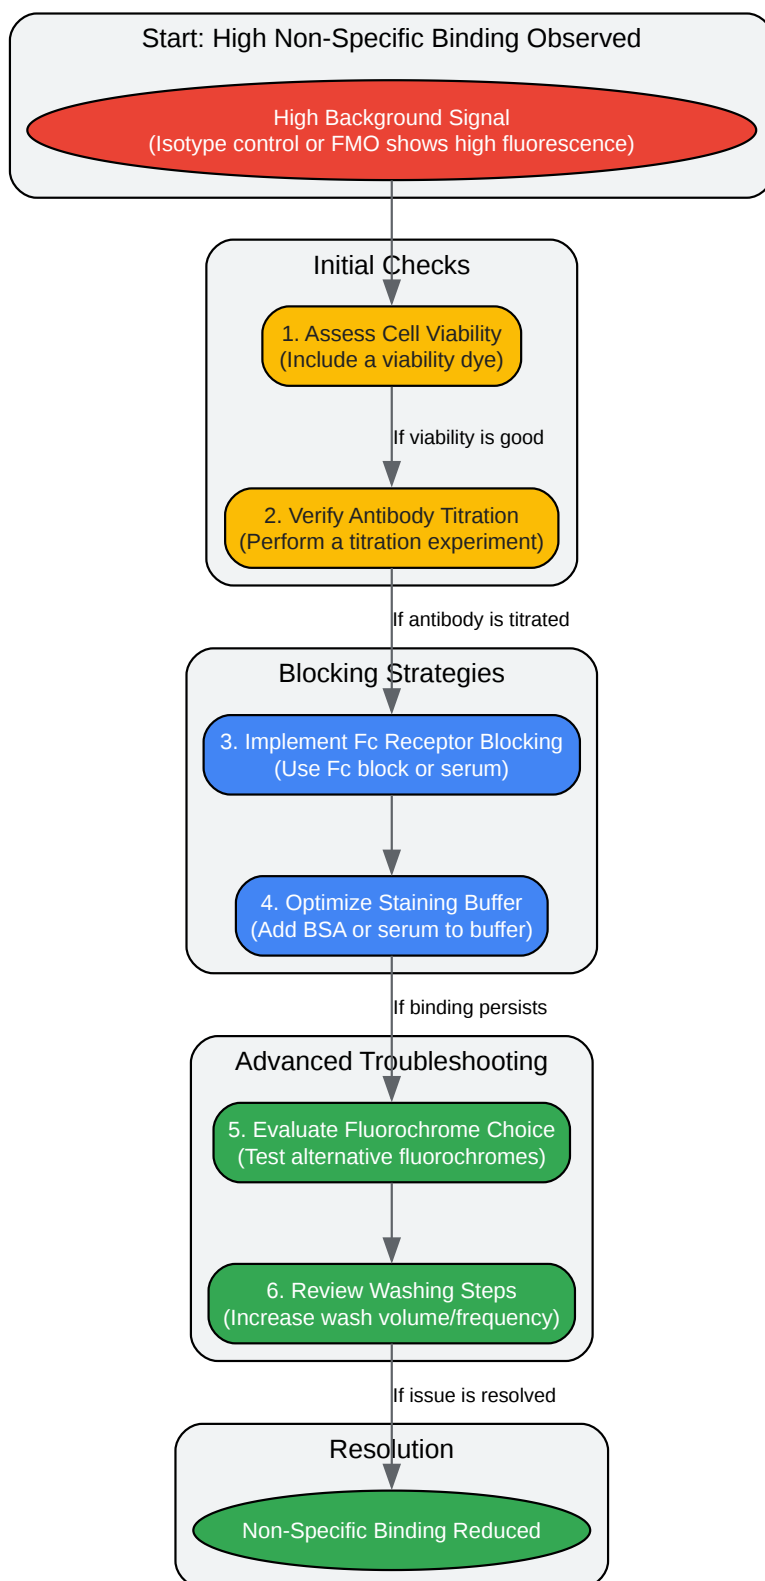 Start: High Non-Specific Binding Observed
High Background Signal
(Isotype control or FMO shows high fluorescence)
Initial Checks
1. Assess Cell Viability
(Include a viability dye)
If viability is good
2. Verify Antibody Titration
(Perform a titration experiment)
If antibody is titrated
Blocking Strategies
3. Implement Fc Receptor Blocking
(Use Fc block or serum)
4. Optimize Staining Buffer
(Add BSA or serum to buffer)
If binding persists
Advanced Troubleshooting
5. Evaluate Fluorochrome Choice
(Test alternative fluorochromes)
6. Review Washing Steps
(Increase wash volume/frequency)
If issue is resolved
Resolution
Non-Specific Binding Reduced